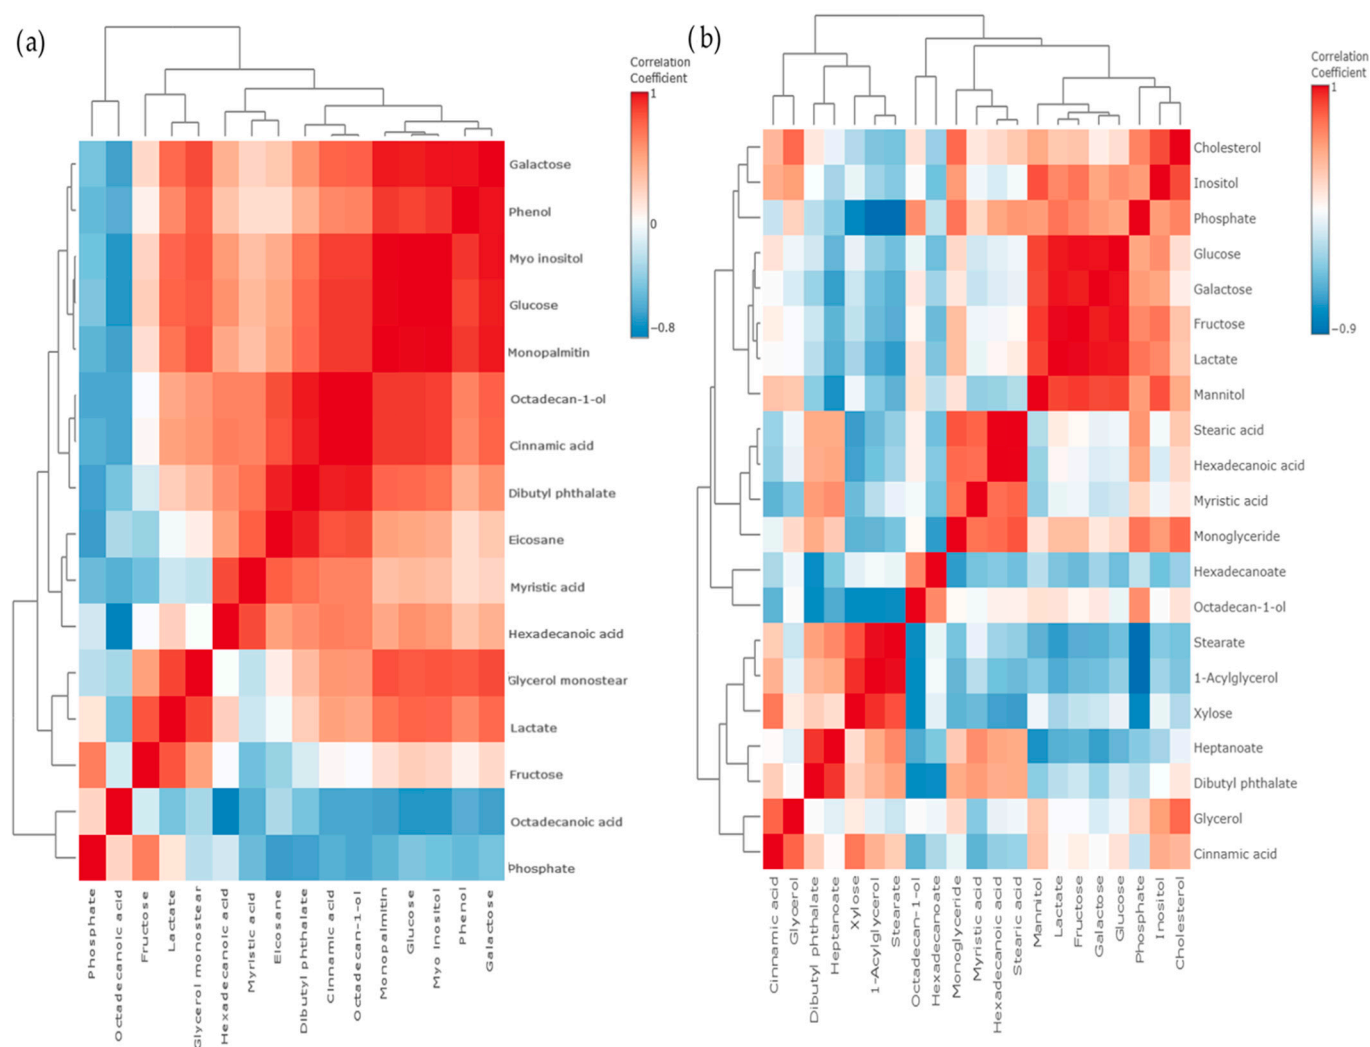 (a)
Correlation
Coefficient
1
0
−0.8
Galactose
Phenol
Myo inositol
Glucose
Monopalmitin
Octadecan-1-ol
Cinnamic acid
Dibutyl phthalate
Eicosane
Myristic acid
Hexadecanoic acid
Glycerol monostear
Lactate
Fructose
Octadecanoic acid
Phosphate
Phosphate
Octadecanoic acid
Fructose
Lactate
Glycerol monostear
Hexadecanoic acid
Myristic acid
Eicosane
Dibutyl phthalate
Cinnamic acid
Octadecan-1-ol
Monopalmitin
Glucose
Myo inositol
Phenol
Galactose
(b)
Correlation
Coefficient
1
−0.9
Cholesterol
Inositol
Phosphate
Glucose
Galactose
Fructose
Lactate
Mannitol
Stearic acid
Hexadecanoic acid
Myristic acid
Monoglyceride
Hexadecanoate
Octadecan-1-ol
Stearate
1-Acylglycerol
Xylose
Heptanoate
Dibutyl phthalate
Glycerol
Cinnamic acid
Cinnamic acid
Glycerol
Dibutyl phthalate
Heptanoate
Xylose
1-Acylglycerol
Stearate
Octadecan-1-ol
Hexadecanoate
Monoglyceride
Myristic acid
Hexadecanoic acid
Stearic acid
Mannitol
Lactate
Fructose
Galactose
Glucose
Phosphate
Inositol
Cholesterol